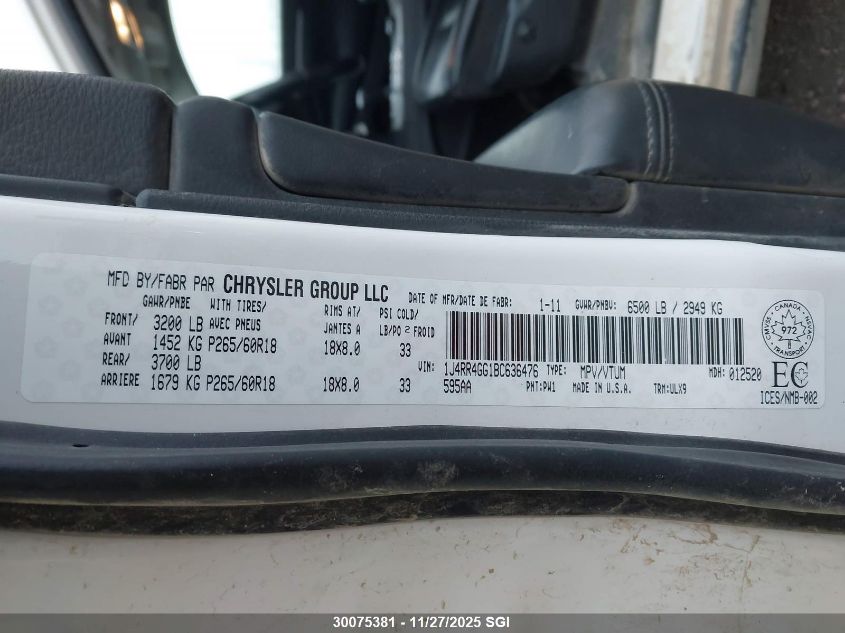 MFD BY/FABR PAR CHRYSLER GROUP LLC DATE OF MFR/DATE DE FABR: 1-11 GVWR/PNBV: 6500 LB / 2949 KG
GAWR/PNBE WITH TIRES/ RIMS AT/ PSI COLD/
FRONT/ 3200 LB AVEC PNEUS JANTES A LB/PO 2 FROID
AVANT 1452 KG P265/60R18 18X8.0 33
REAR/ 3700 LB
ARRIERE 1679 KG P265/60R18 18X8.0 33
VIN: 1J4RR4GG1BC636476 TYPE: MPV/VTUM MDH: 012520
595AA PNT: PW1 MADE IN U.S.A. TRM: ULX9
CANADA
CMVSS 972 NSVAC
TRANSPORT
EC
ICES/NMB-002
30075381 - 11/27/2025 SGI